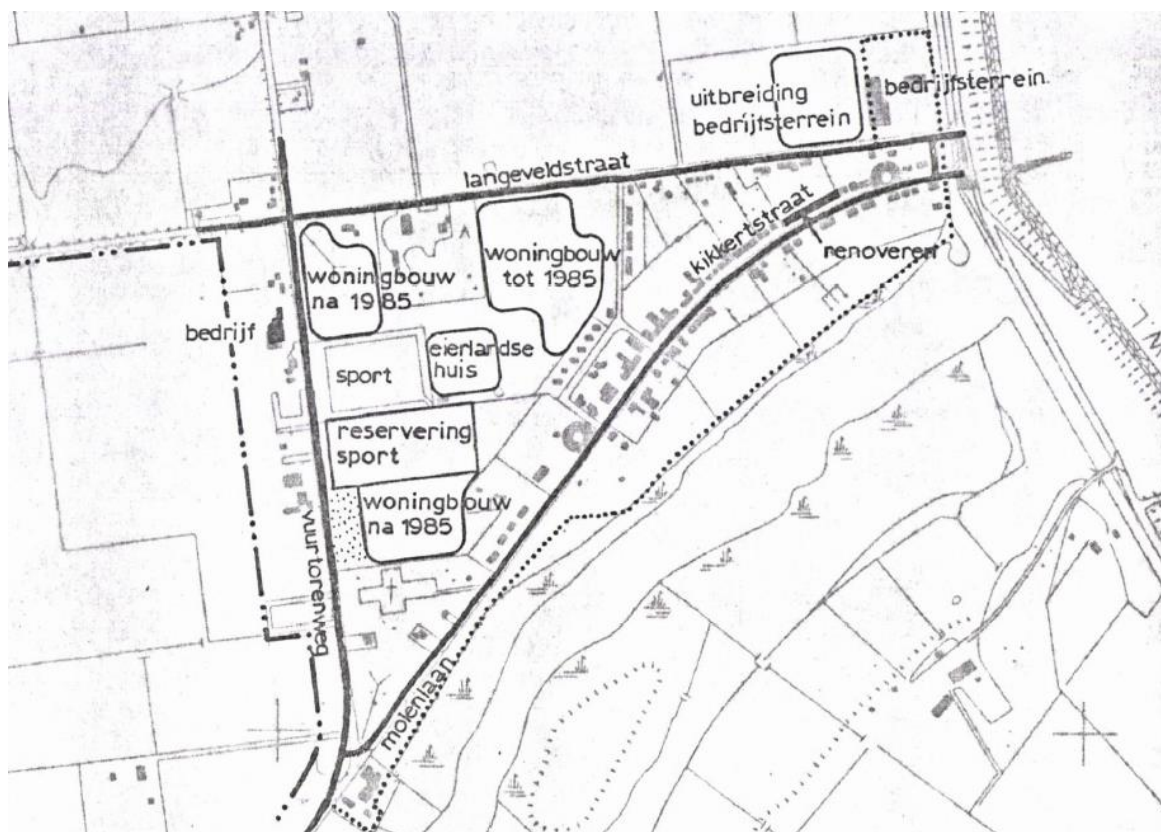 uitbreiding
bedrijfsterrein
bedrijfsterrein
langeveldstraat
kikkertstraat
renoveren
woningbouw
tot 1985
woningbouw
na 1985
A
bedrijf
eierlandse
huis
sport
reservering
sport
woningbouw
na 1985
vuurtorenweg
molenlaan